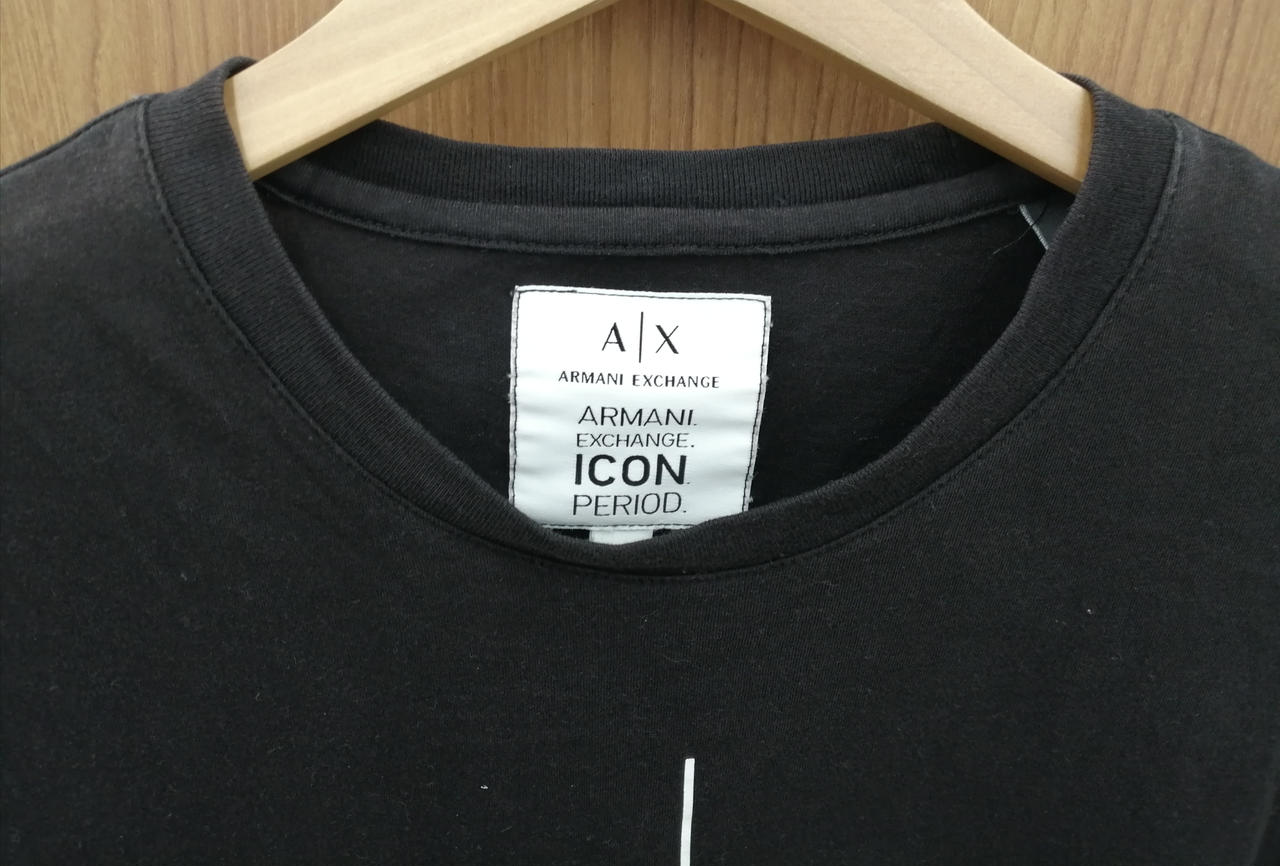 A|X
ARMANI EXCHANGE
ARMANI.
EXCHANGE.
ICON.
PERIOD.